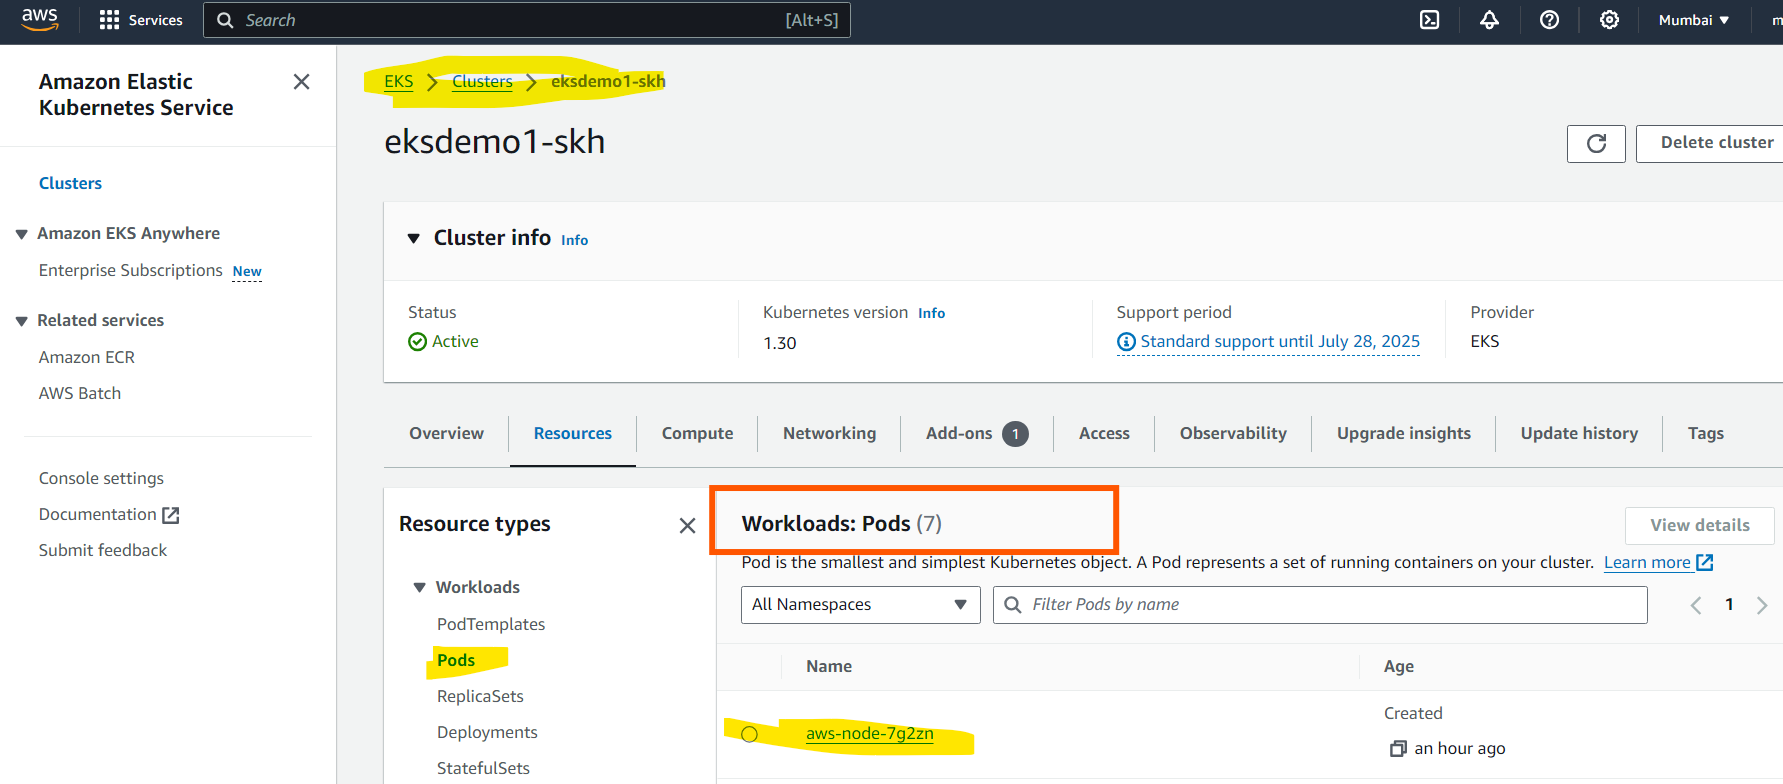 aws
Services
Search
[Alt+S]
Mumbai
Amazon Elastic
Kubernetes Service
Clusters
Amazon EKS Anywhere
Enterprise Subscriptions New
Related services
Amazon ECR
AWS Batch
Console settings
Documentation
Submit feedback
EKS > Clusters > eksdemo1-skh
eksdemo1-skh
Delete cluster
Cluster info Info
Status
Active
Kubernetes version Info
1.30
Support period
Standard support until July 28, 2025
Provider
EKS
Overview
Resources
Compute
Networking
Add-ons 1
Access
Observability
Upgrade insights
Update history
Tags
Resource types
Workloads
PodTemplates
Pods
ReplicaSets
Deployments
StatefulSets
Workloads: Pods (7)
View details
Pod is the smallest and simplest Kubernetes object. A Pod represents a set of running containers on your cluster. Learn more
All Namespaces
Filter Pods by name
1
Name
Age
aws-node-7g2zn
Created
an hour ago